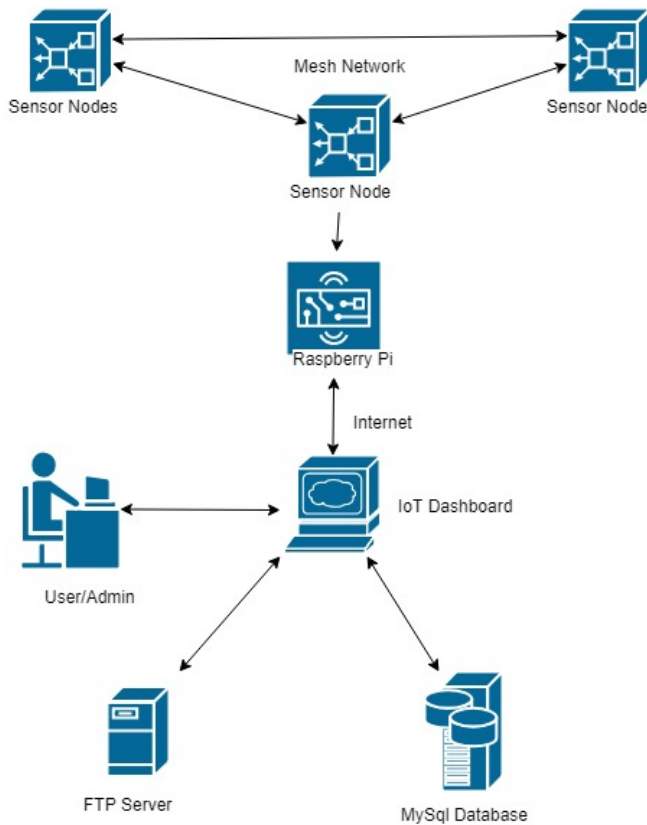 Mesh Network
Sensor Nodes
Sensor Node
Sensor Node
Raspberry Pi
Internet
IoT Dashboard
User/Admin
FTP Server
MySql Database